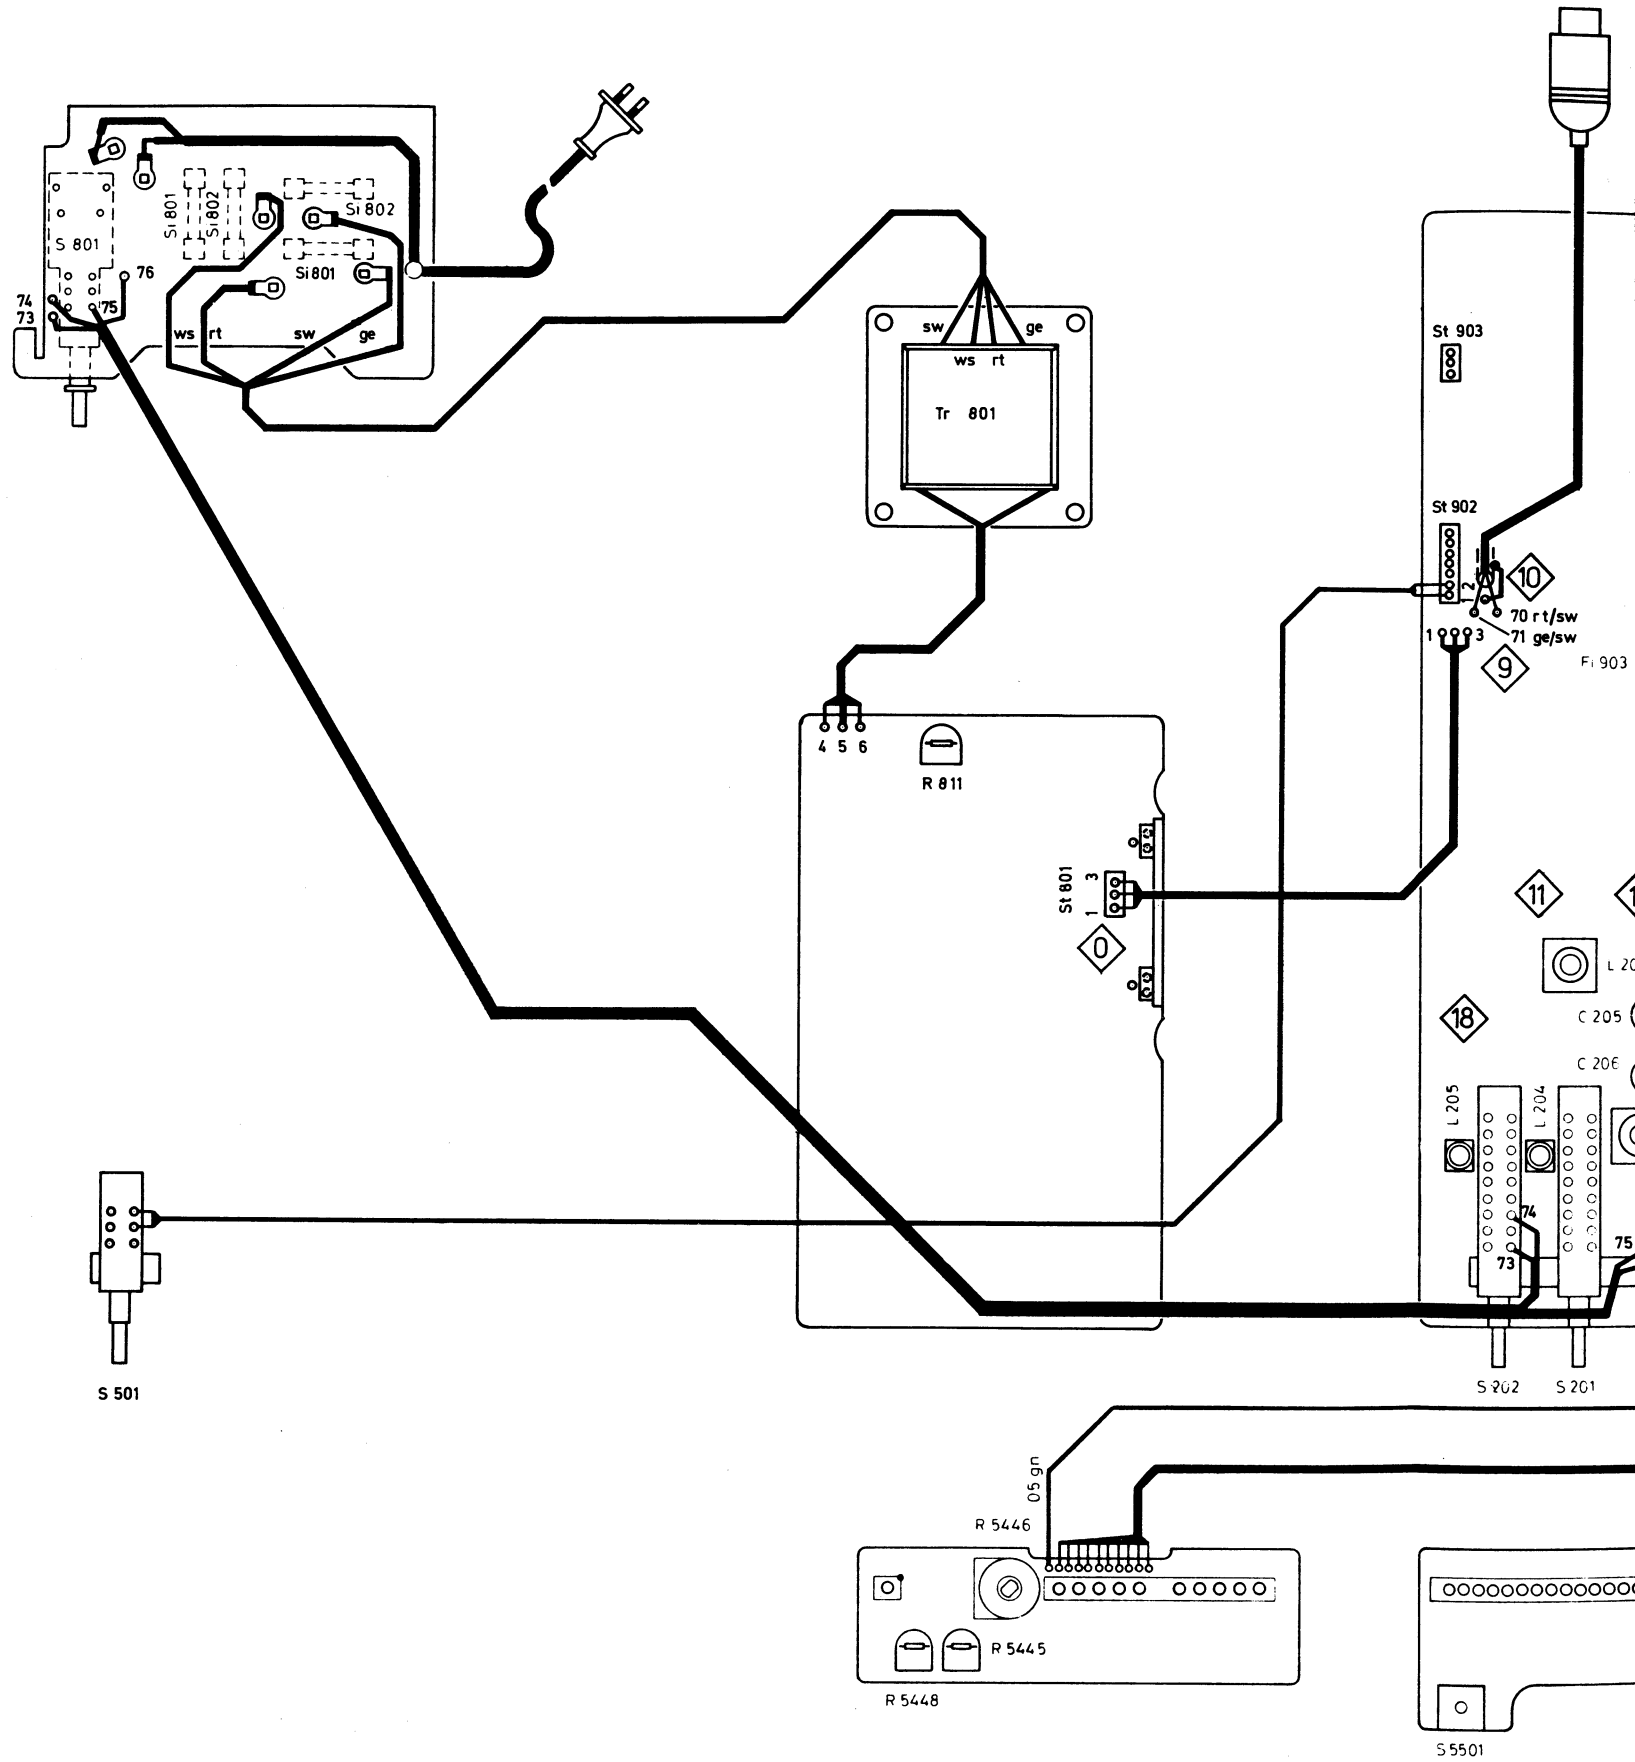 Si 801
Si 802
Si 802
S 801
Si 801
76
74
73
75
ws rt sw ge
sw ge
ws rt
Tr 801
St 903
St 902
1 2
10
70 rt/sw
71 ge/sw
1 3
9
Fi 903
4 5 6
R 811
St 801
1 3
0
11
18
C 205
C 206
L 205
L 204
74
73
75
S 501
S 202
S 201
05 gn
R 5446
R 5445
R 5448
S 5501